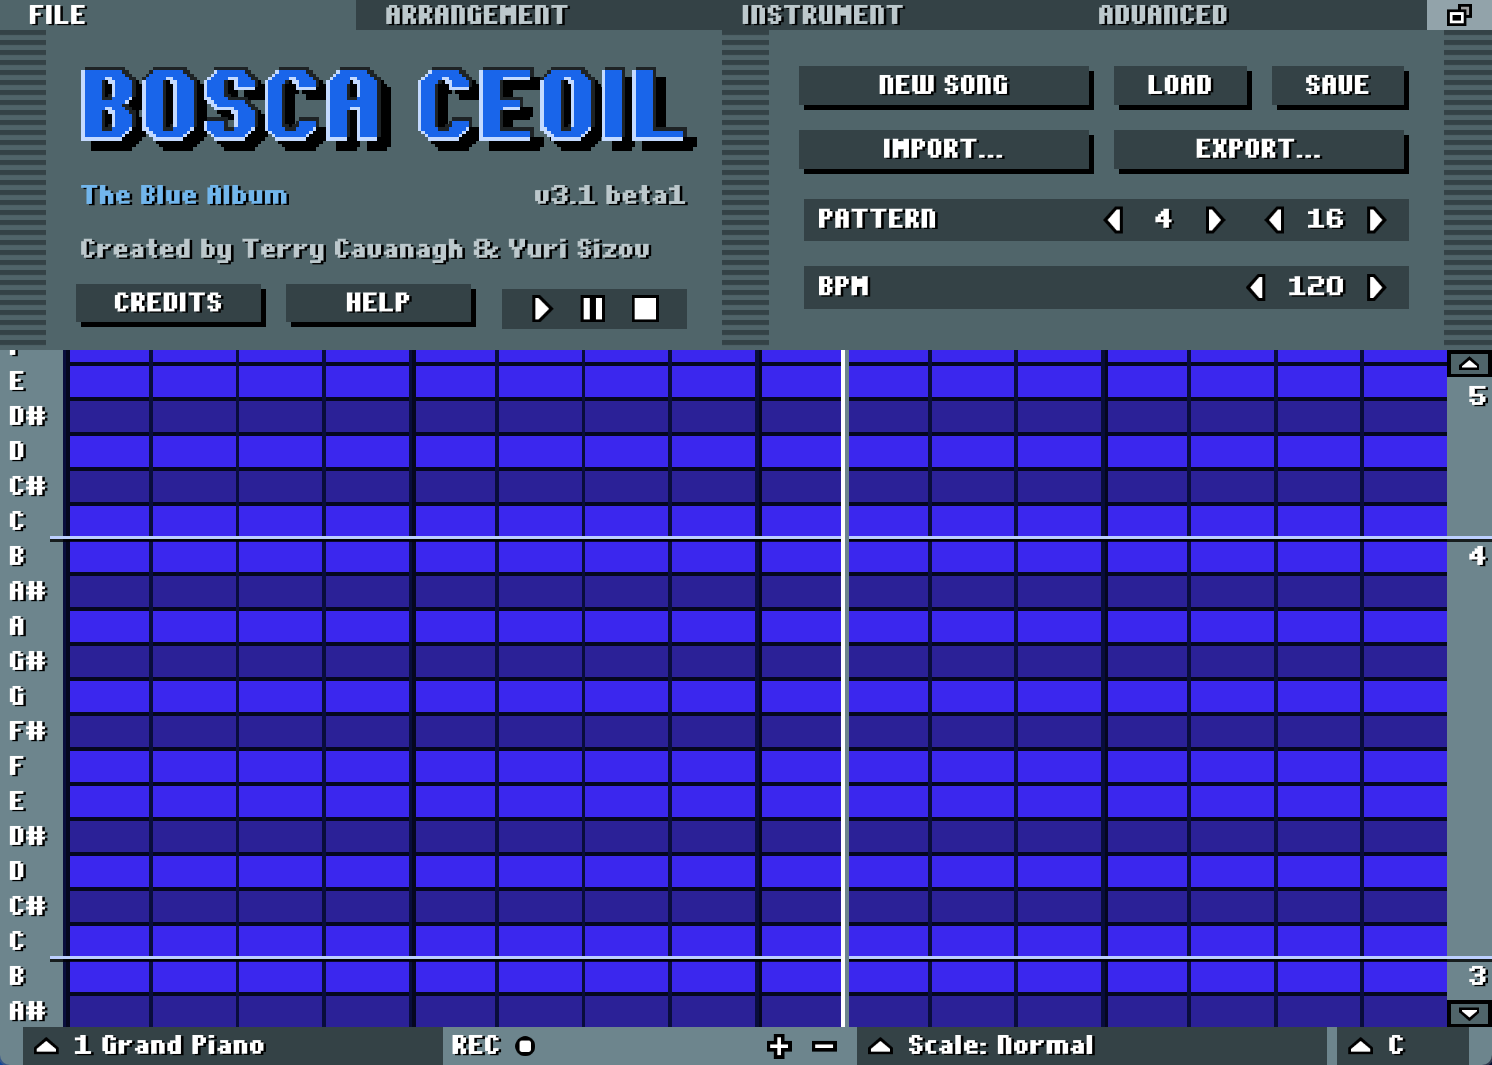 FILE ARRANGEMENT INSTRUMENT ADVANCED
BOSCA CEOIL
The Blue Album v3.1 beta1
Created by Terry Cavanagh & Yuri Sizov
CREDITS HELP
NEW SONG LOAD SAVE
IMPORT... EXPORT...
PATTERN 4 16
BPM 120
E
D# 5
D
C#
C
B 4
A#
A
G#
G
F#
F
E
D#
D
C#
C
B 3
A#
1 Grand Piano REC Scale: Normal C